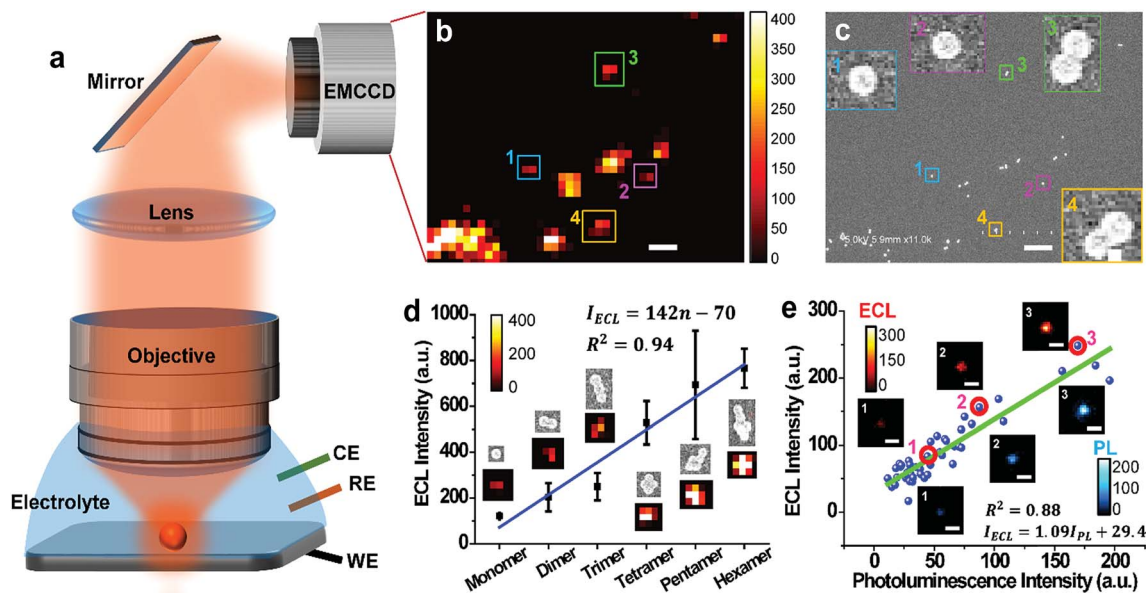 a
Mirror
EMCCD
Lens
Objective
CE
RE
Electrolyte
WE
b
3
1
2
4
400
350
300
250
200
150
100
50
0
c
1
2
3
1
2
3
4
4
5.0kV 5.9mm x11.0k
d
400
200
0
I_ECL = 142n − 70
R² = 0.94
ECL Intensity (a.u.)
1000
800
600
400
200
0
Monomer
Dimer
Trimer
Tetramer
Pentamer
Hexamer
e
ECL
300
150
0
3
2
1
3
2
1
3
2
1
PL
200
100
0
R² = 0.88
I_ECL = 1.09I_PL + 29.4
ECL Intensity (a.u.)
300
200
100
0
0
50
100
150
200
Photoluminescence Intensity (a.u.)